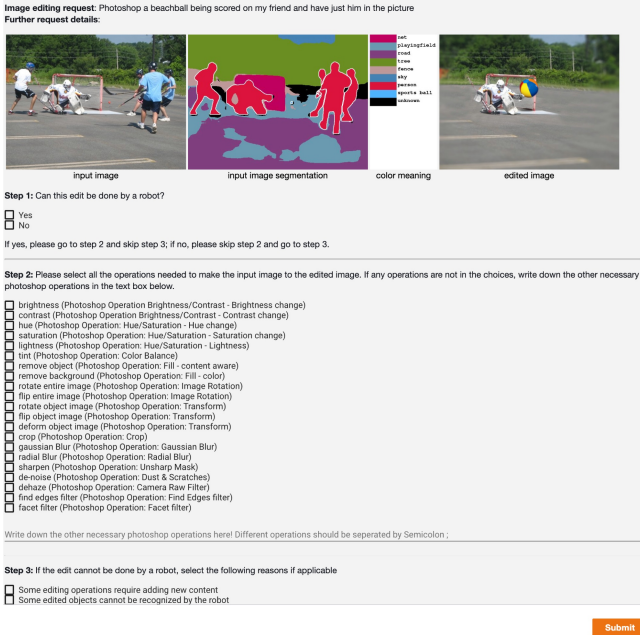 Image editing request: Photoshop a beachball being scored on my friend and have just him in the picture
Further request details:
net
playingfield
road
tree
fence
sky
person
sports ball
unknown
input image
input image segmentation
color meaning
edited image
Step 1: Can this edit be done by a robot?
Yes
No
If yes, please go to step 2 and skip step 3; if no, please skip step 2 and go to step 3.
Step 2: Please select all the operations needed to make the input image to the edited image. If any operations are not in the choices, write down the other necessary
photoshop operations in the text box below.
brightness (Photoshop Operation Brightness/Contrast - Brightness change)
contrast (Photoshop Operation Brightness/Contrast - Contrast change)
hue (Photoshop Operation: Hue/Saturation - Hue change)
saturation (Photoshop Operation: Hue/Saturation - Saturation change)
lightness (Photoshop Operation: Hue/Saturation - Lightness)
tint (Photoshop Operation: Color Balance)
remove object (Photoshop Operation: Fill - content aware)
remove background (Photoshop Operation: Fill - color)
rotate entire image (Photoshop Operation: Image Rotation)
flip entire image (Photoshop Operation: Image Rotation)
rotate object image (Photoshop Operation: Transform)
flip object image (Photoshop Operation: Transform)
deform object image (Photoshop Operation: Transform)
crop (Photoshop Operation: Crop)
gaussian Blur (Photoshop Operation: Gaussian Blur)
radial Blur (Photoshop Operation: Radial Blur)
sharpen (Photoshop Operation: Unsharp Mask)
de-noise (Photoshop Operation: Dust & Scratches)
dehaze (Photoshop Operation: Camera Raw Filter)
find edges filter (Photoshop Operation: Find Edges filter)
facet filter (Photoshop Operation: Facet filter)
Write down the other necessary photoshop operations here! Different operations should be seperated by Semicolon ;
Step 3: If the edit cannot be done by a robot, select the following reasons if applicable
Some editing operations require adding new content
Some edited objects cannot be recognized by the robot
Submit